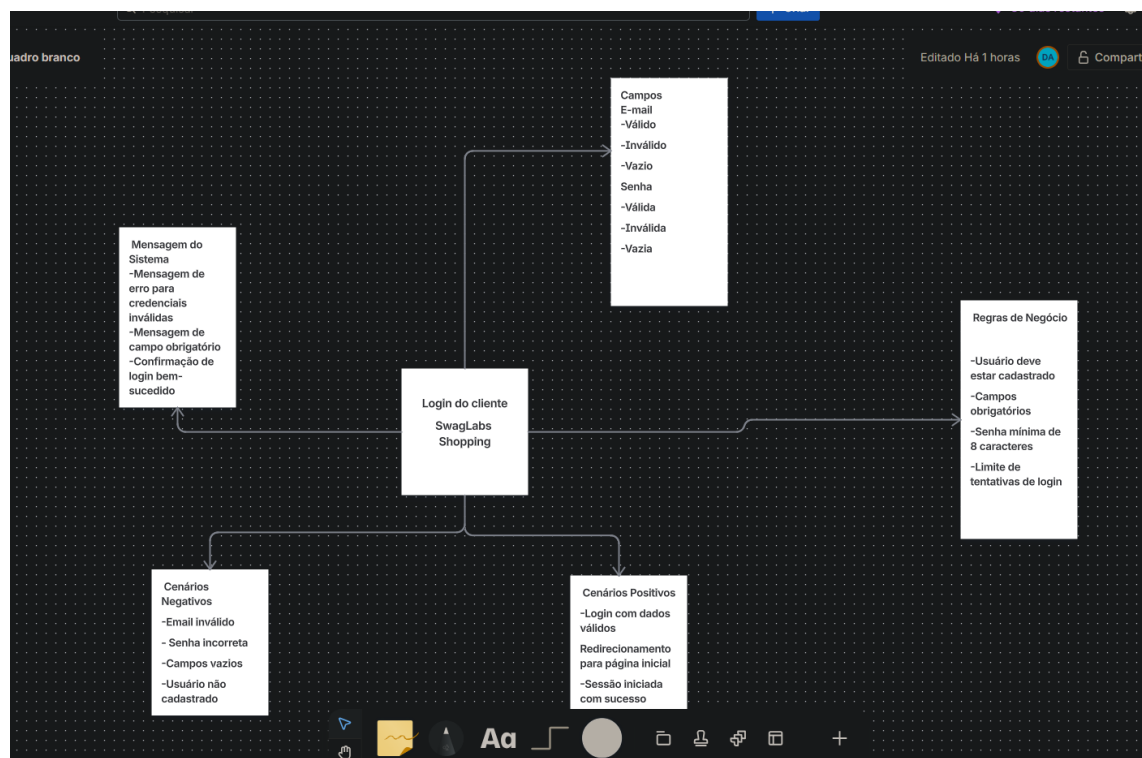 uadro branco
Editado Há 1 horas
DA
Compart
Campos
E-mail
-Válido
-Inválido
-Vazio
Senha
-Válida
-Inválida
-Vazia
Mensagem do
Sistema
-Mensagem de
erro para
credenciais
inválidas
-Mensagem de
campo obrigatório
-Confirmação de
login bem-
sucedido
Regras de Negócio
-Usuário deve
estar cadastrado
-Campos
obrigatórios
-Senha mínima de
8 caracteres
-Limite de
tentativas de login
Login do cliente
SwagLabs
Shopping
Cenários
Negativos
-Email inválido
- Senha incorreta
-Campos vazios
-Usuário não
cadastrado
Cenários Positivos
-Login com dados
válidos
Redirecionamento
para página inicial
-Sessão iniciada
com sucesso
Aa